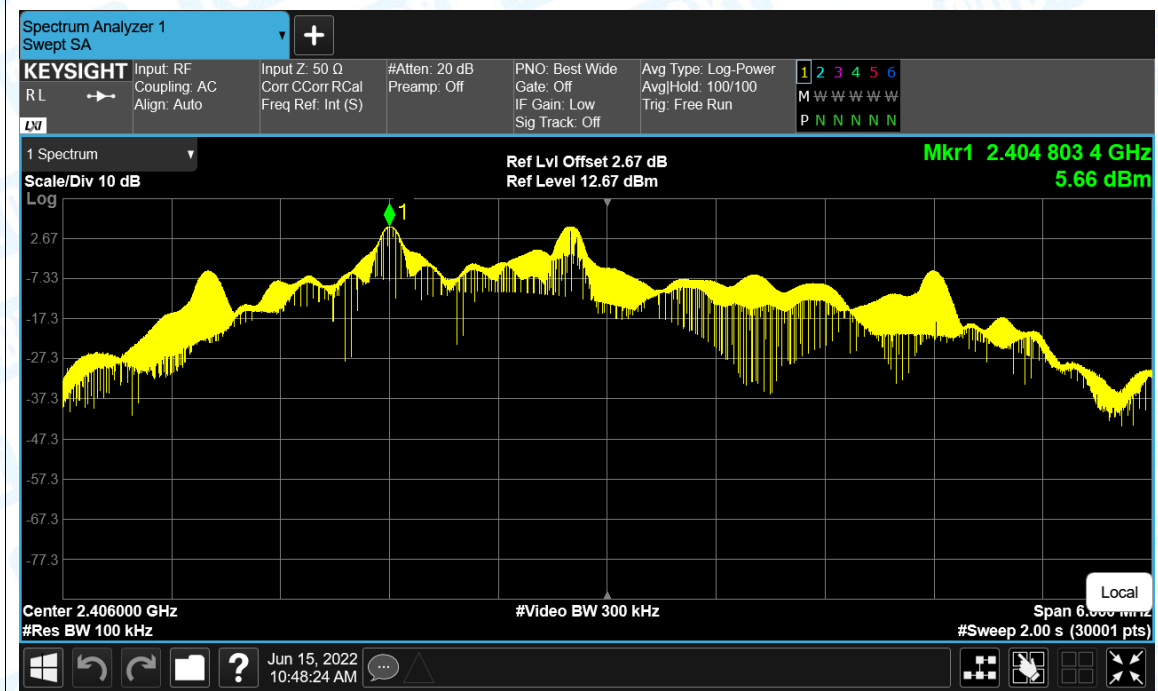 Spectrum Analyzer 1
Swept SA
KEYSIGHT
R L
LXI
Input: RF
Coupling: AC
Align: Auto
Input Z: 50 Ω
Corr CCorr RCal
Freq Ref: Int (S)
#Atten: 20 dB
Preamp: Off
PNO: Best Wide
Gate: Off
IF Gain: Low
Sig Track: Off
Avg Type: Log-Power
Avg|Hold: 100/100
Trig: Free Run
1 2 3 4 5 6
M W W W W W
P N N N N N
1 Spectrum
Scale/Div 10 dB
Log
Ref Lvl Offset 2.67 dB
Ref Level 12.67 dBm
Mkr1 2.404 803 4 GHz
5.66 dBm
1
2.67
-7.33
-17.3
-27.3
-37.3
-47.3
-57.3
-67.3
-77.3
Local
Center 2.406000 GHz
#Video BW 300 kHz
Span 6.000 MHz
#Res BW 100 kHz
#Sweep 2.00 s (30001 pts)
?
Jun 15, 2022
10:48:24 AM